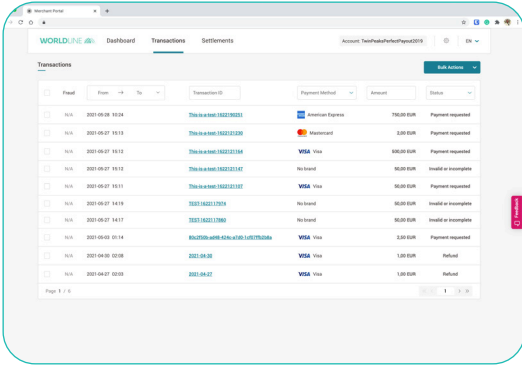 Merchant Portal
WORLDLINE Dashboard Transactions Settlements Account: TwinPeaksPerfectPayout2019 EN
Transactions
Bulk Actions
Fraud From → To Transaction ID Payment Method Amount Status
N/A 2021-05-28 10:24 This-is-a-test-1622190251 American Express 750,00 EUR Payment requested
N/A 2021-05-27 15:13 This-is-a-test-1622121235 Mastercard 2,00 EUR Payment requested
N/A 2021-05-27 15:12 This-is-a-test-1622121164 VISA Visa 500,00 EUR Payment requested
N/A 2021-05-27 15:12 This-is-a-test-1622121147 No brand 50,00 EUR Invalid or incomplete
N/A 2021-05-27 15:11 This-is-a-test-1622121107 VISA Visa 50,00 EUR Payment requested
N/A 2021-05-27 14:19 TEST-1622117974 No brand 50,00 EUR Invalid or incomplete
N/A 2021-05-27 14:17 TEST-1622117880 No brand 50,00 EUR Invalid or incomplete
N/A 2021-05-03 01:14 VISA Visa 3,50 EUR Payment requested
N/A 2021-04-30 02:08 2021-04-30 VISA Visa 1,00 EUR Refund
N/A 2021-04-27 02:03 2021-04-27 VISA Visa 1,00 EUR Refund
Page 1 / 6 1
Feedback